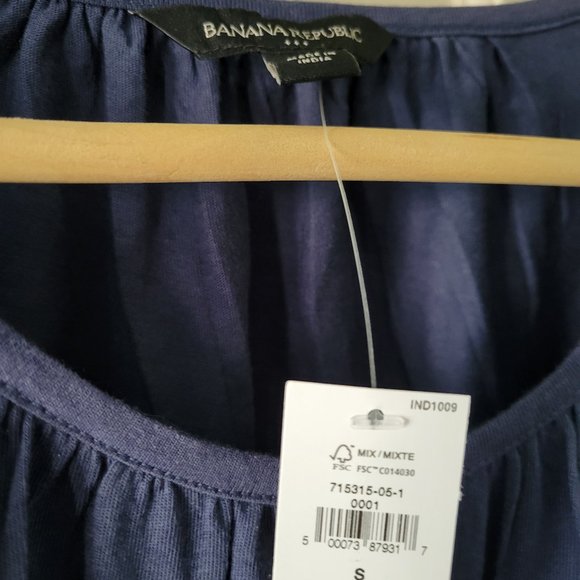 BANANA REPUBLIC
MADE IN
INDIA
IND1009
MIX / MIXTE
FSC FSC™ C014030
715315-05-1
0001
5 00073 87931 7
S